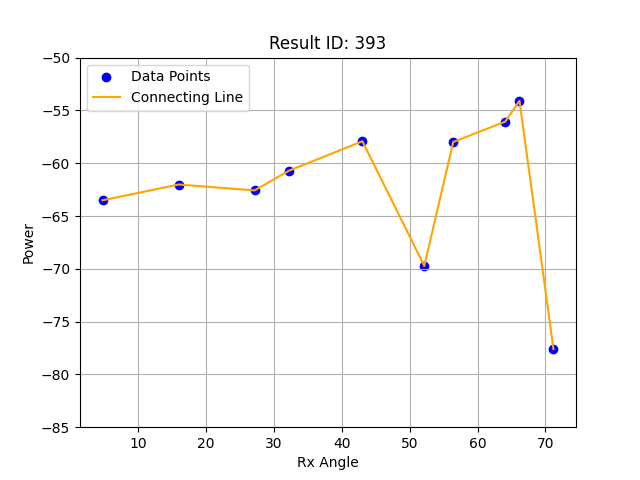 Result ID: 393
Data Points
Connecting Line
−50
−55
−60
−65
−70
−75
−80
−85
Power
10 20 30 40 50 60 70
Rx Angle